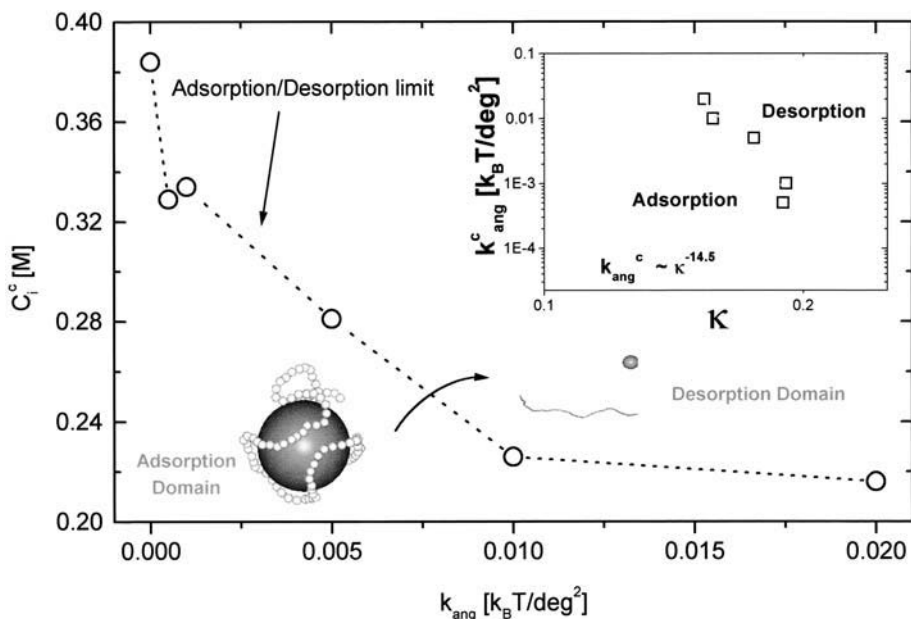 0.40
0.36
0.32
0.28
0.24
0.20
C_i^c [M]
Adsorption/Desorption limit
0.1
0.01
1E-3
1E-4
k^c_ang [k_BT/deg^2]
Desorption
Adsorption
k_ang^c ~ κ^-14.5
0.1
0.2
κ
Adsorption
Domain
Desorption Domain
0.000
0.005
0.010
0.015
0.020
k_ang [k_BT/deg^2]